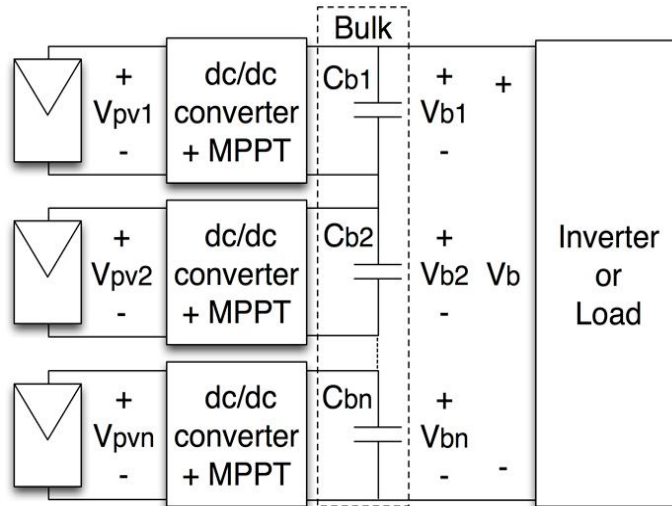 Bulk
+
Vpv1
-
dc/dc
converter
+ MPPT
Cb1
+
Vb1
-
+
Vpv2
-
dc/dc
converter
+ MPPT
Cb2
+
Vb2
-
+
Vb
-
Inverter
or
Load
+
Vpvn
-
dc/dc
converter
+ MPPT
Cbn
+
Vbn
-